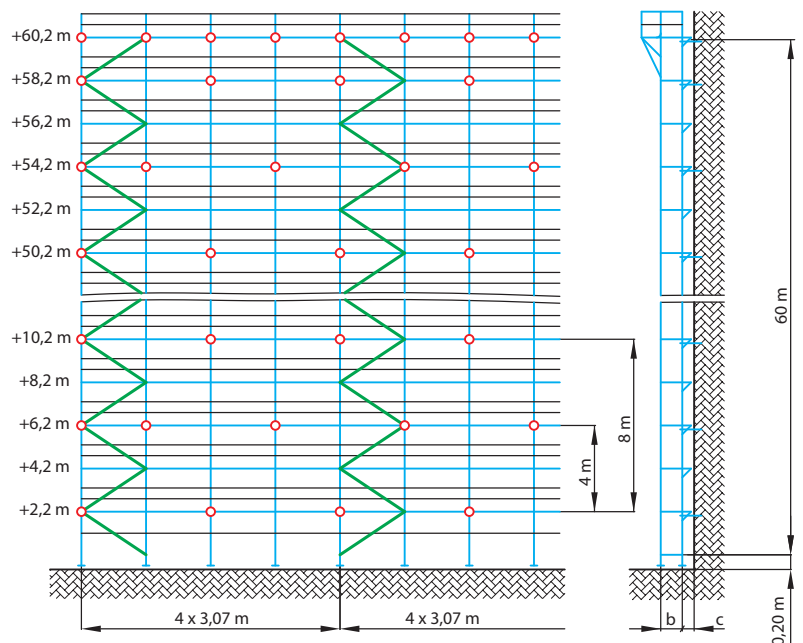 +60,2 m
+58,2 m
+56,2 m
+54,2 m
+52,2 m
+50,2 m
+10,2 m
+8,2 m
+6,2 m
+4,2 m
+2,2 m
4 m
8 m
60 m
4 x 3,07 m
4 x 3,07 m
b
c
0,20 m